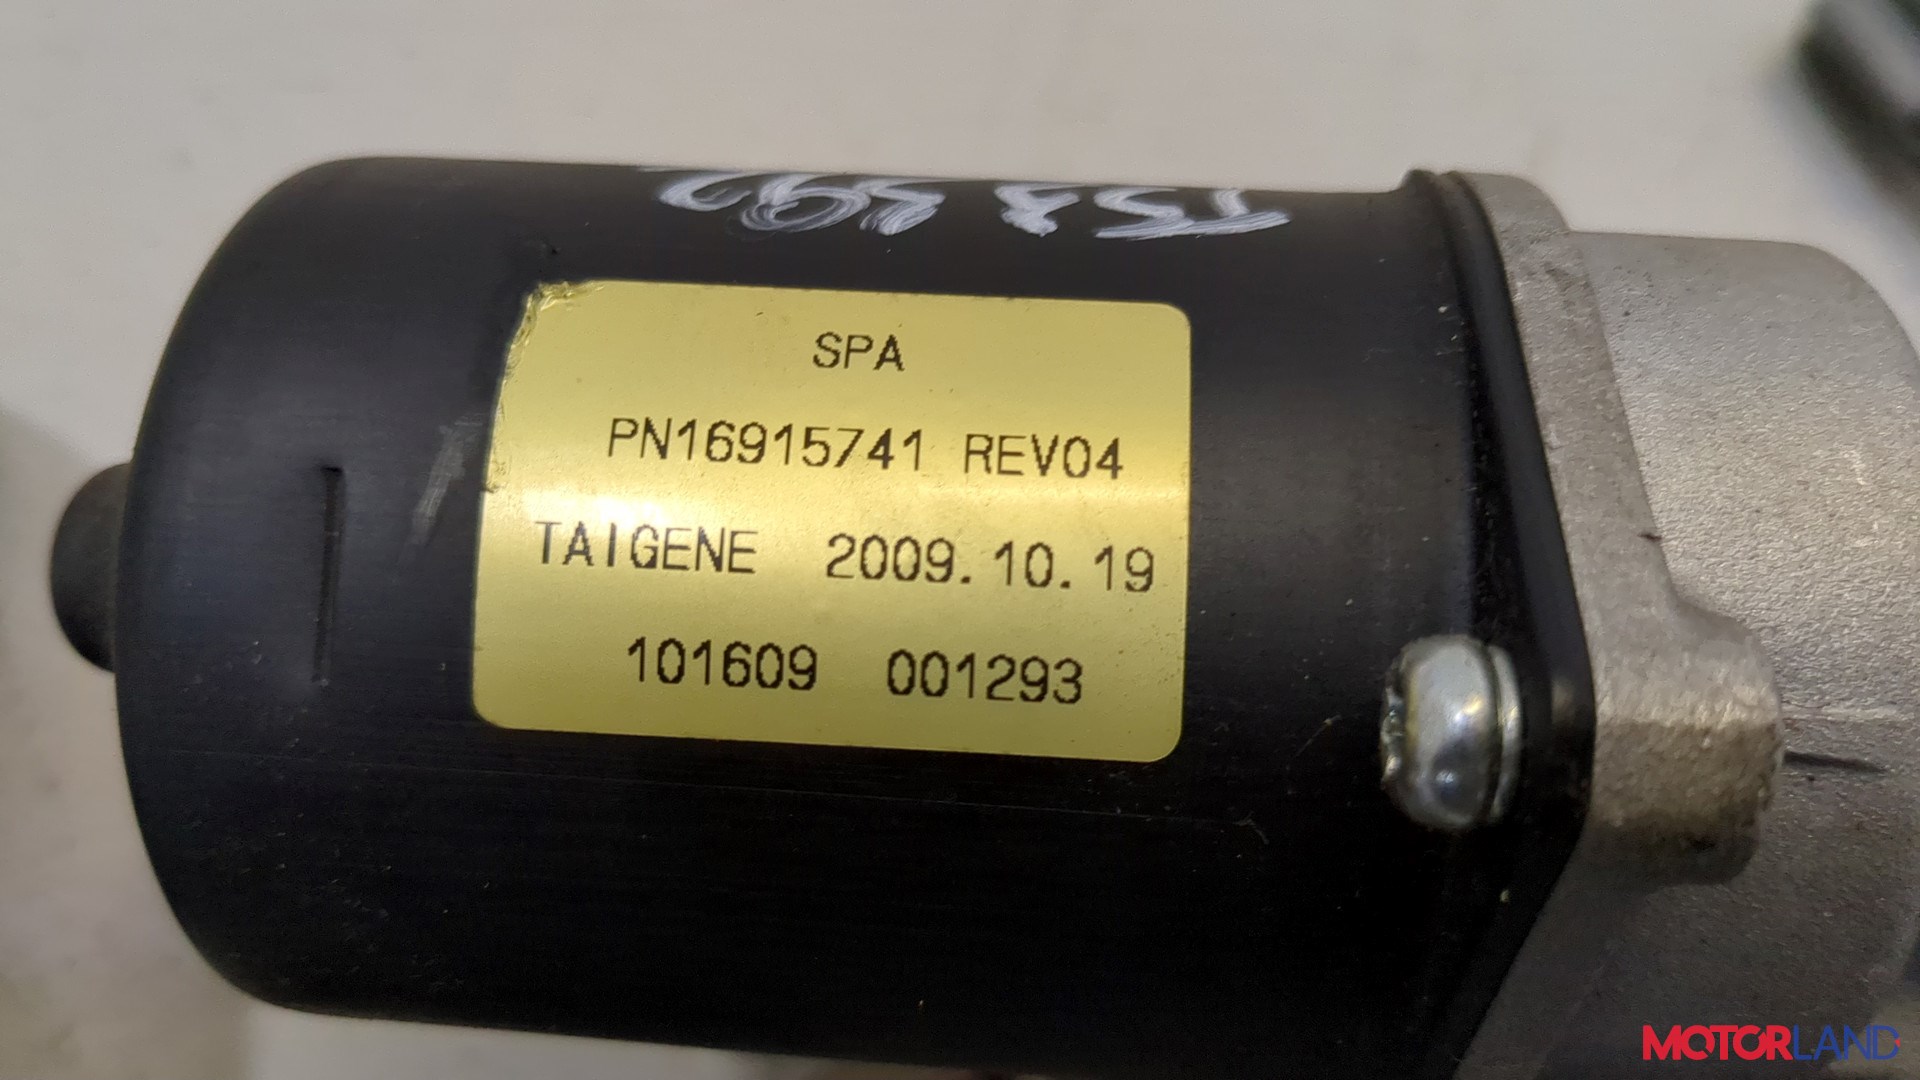 SPA
PN16915741 REV04
TAIGENE 2009.10.19
101609 001293
MOTORLAND